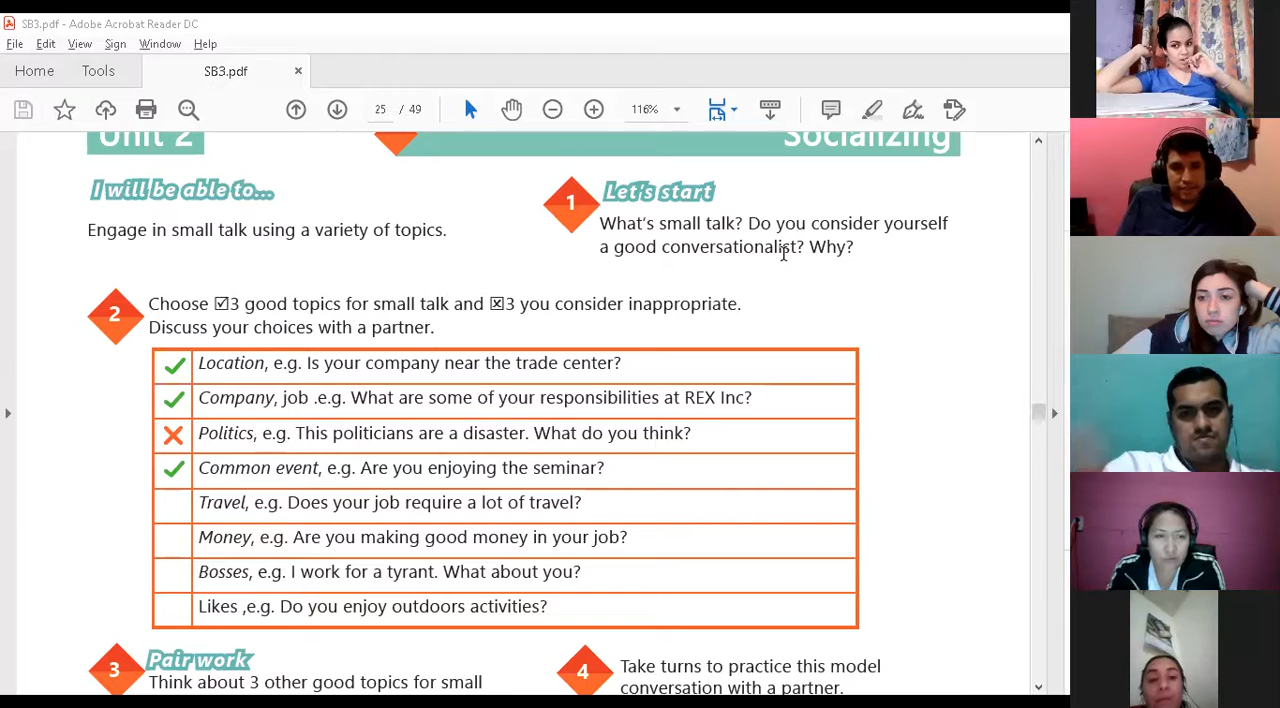 SB3.pdf - Adobe Acrobat Reader DC
File Edit View Sign Window Help
Home Tools SB3.pdf ×
25 / 49 116%
Unit 2 Socializing
I will be able to...
Engage in small talk using a variety of topics.
1 Let's start
What's small talk? Do you consider yourself
a good conversationalist? Why?
2 Choose ☑3 good topics for small talk and ☒3 you consider inappropriate.
Discuss your choices with a partner.
✓ Location, e.g. Is your company near the trade center?
✓ Company, job .e.g. What are some of your responsibilities at REX Inc?
✗ Politics, e.g. This politicians are a disaster. What do you think?
✓ Common event, e.g. Are you enjoying the seminar?
Travel, e.g. Does your job require a lot of travel?
Money, e.g. Are you making good money in your job?
Bosses, e.g. I work for a tyrant. What about you?
Likes ,e.g. Do you enjoy outdoors activities?
3 Pair work
Think about 3 other good topics for small
4 Take turns to practice this model
conversation with a partner.